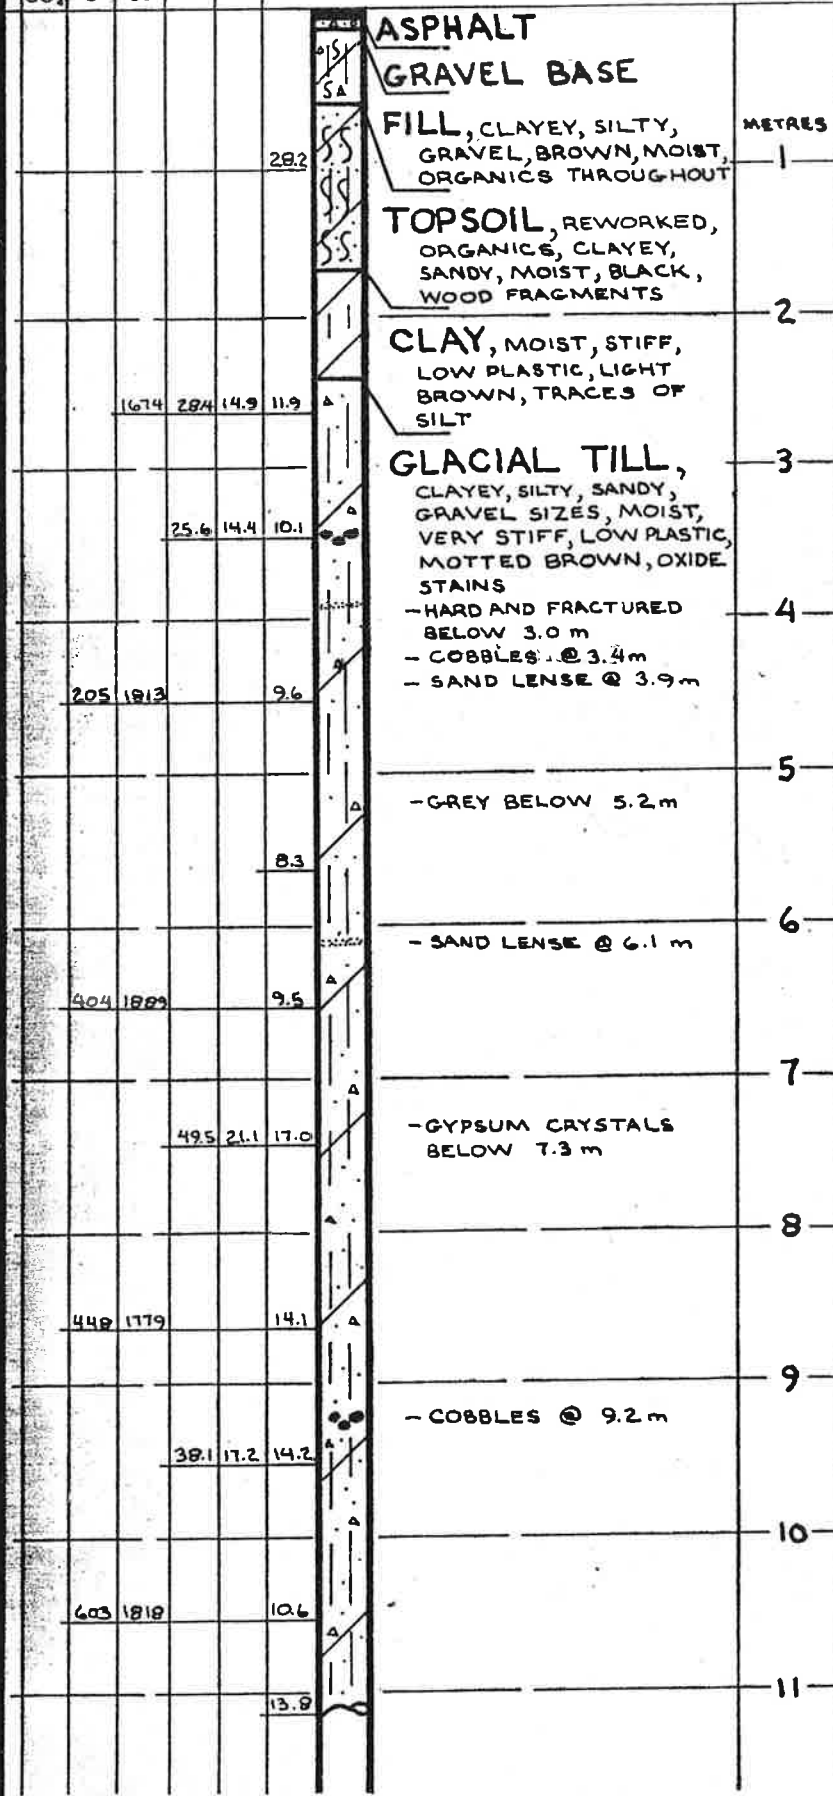 ASPHALT
GRAVEL BASE
FILL, CLAYEY, SILTY,
GRAVEL, BROWN, MOIST,
ORGANICS THROUGHOUT
METRES
1
28.2
TOPSOIL, REWORKED,
ORGANICS, CLAYEY,
SANDY, MOIST, BLACK,
WOOD FRAGMENTS
2
CLAY, MOIST, STIFF,
LOW PLASTIC, LIGHT
BROWN, TRACES OF
SILT
1674 28.4 14.9 11.9
GLACIAL TILL,
3
CLAYEY, SILTY, SANDY,
GRAVEL SIZES, MOIST,
VERY STIFF, LOW PLASTIC,
MOTTED BROWN, OXIDE
STAINS
25.6 14.4 10.1
- HARD AND FRACTURED
BELOW 3.0 m
4
- COBBLES @ 3.4m
- SAND LENSE @ 3.9m
205 1813 9.6
5
- GREY BELOW 5.2m
8.3
6
- SAND LENSE @ 6.1 m
404 1889 9.5
7
- GYPSUM CRYSTALS
BELOW 7.3 m
49.5 21.1 17.0
8
448 1779 14.1
9
- COBBLES @ 9.2m
38.1 17.2 14.2
10
603 1818 10.6
11
13.8